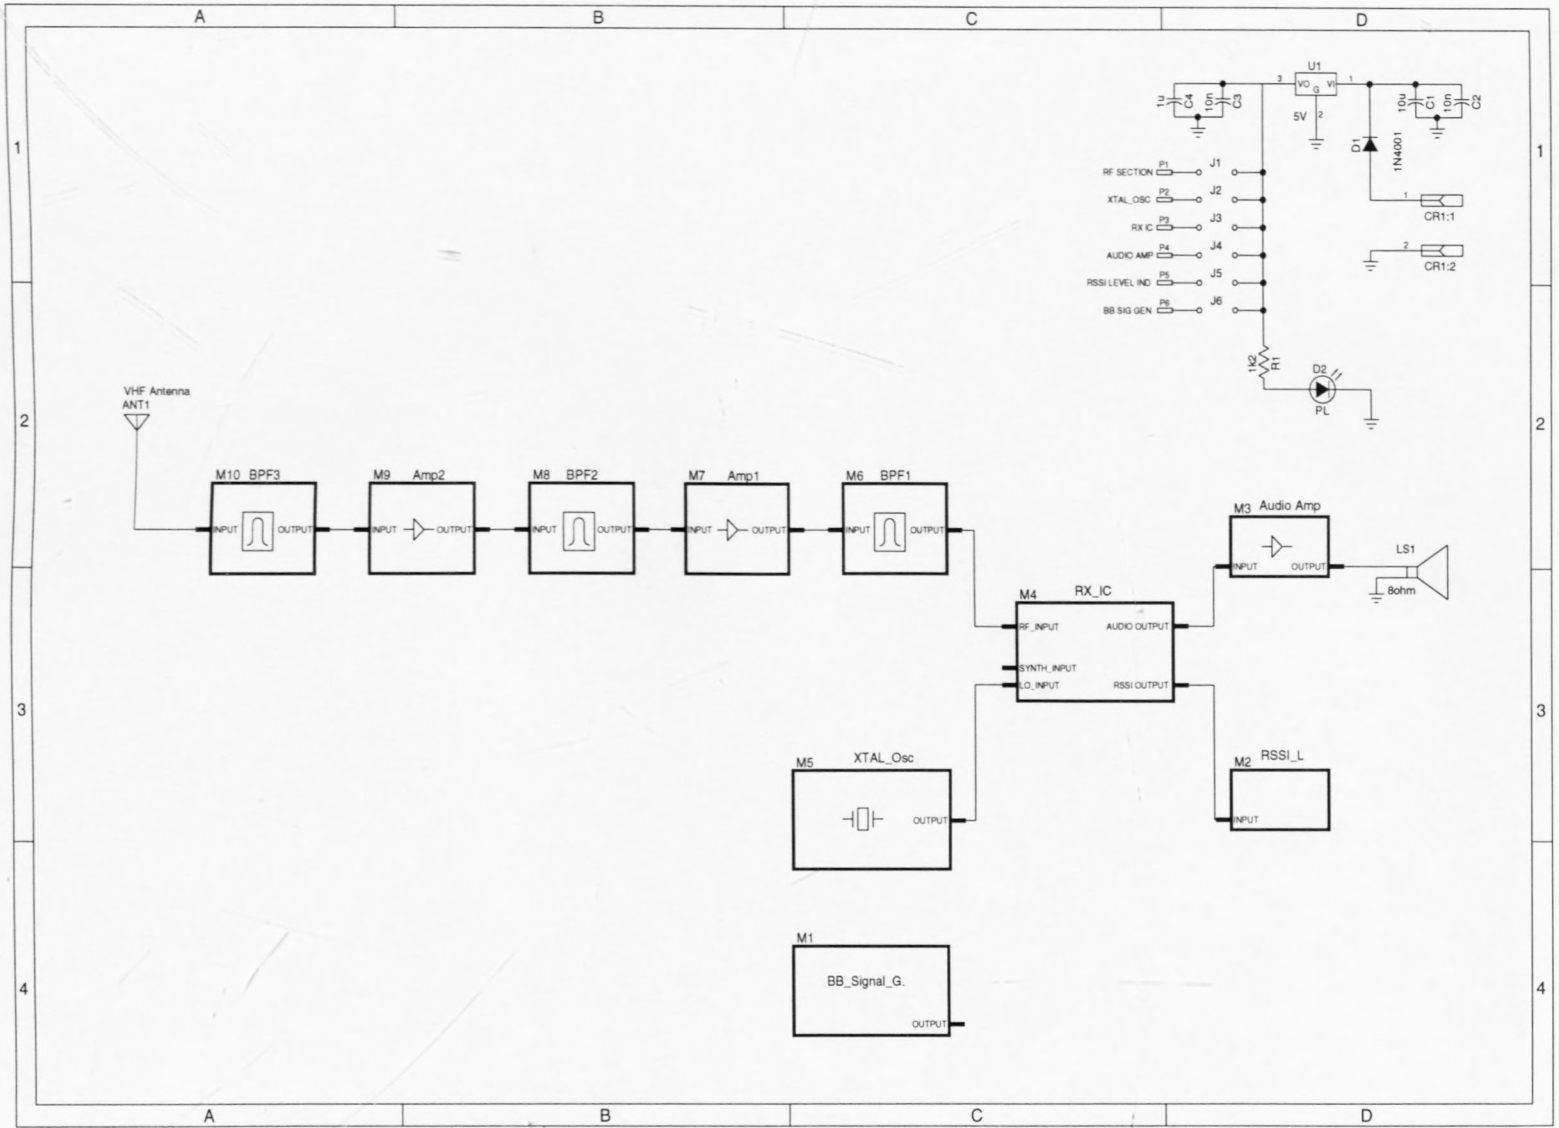 A B C D
1 1
2 2
3 3
4 4
A B C D
U1
3 VO G VI 1
5V 2
1u C4 10n C3
10u C1 10n C2
D1 1N4001
RF SECTION P1 J1
XTAL_OSC P2 J2
RX IC P3 J3
AUDIO AMP P4 J4
RSSI LEVEL IND P5 J5
BB SIG GEN P6 J6
1
CR1:1
2
CR1:2
1k2 R1
D2
PL
VHF Antenna
ANT1
M10 BPF3
INPUT OUTPUT
M9 Amp2
INPUT OUTPUT
M8 BPF2
INPUT OUTPUT
M7 Amp1
INPUT OUTPUT
M6 BPF1
INPUT OUTPUT
M3 Audio Amp
INPUT OUTPUT
LS1
8ohm
M4 RX_IC
RF_INPUT AUDIO OUTPUT
SYNTH_INPUT
LO_INPUT RSSI OUTPUT
M5 XTAL_Osc
OUTPUT
M2 RSSI_L
INPUT
M1
BB_Signal_G.
OUTPUT